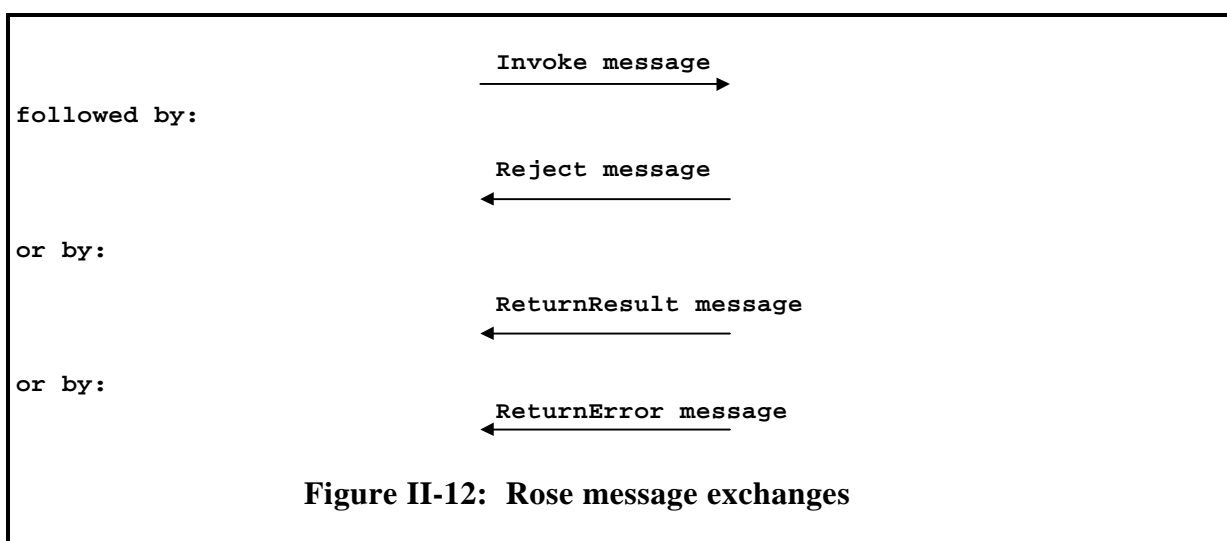 Invoke message
followed by:
Reject message
or by:
ReturnResult message
or by:
ReturnError message
Figure II-12: Rose message exchanges